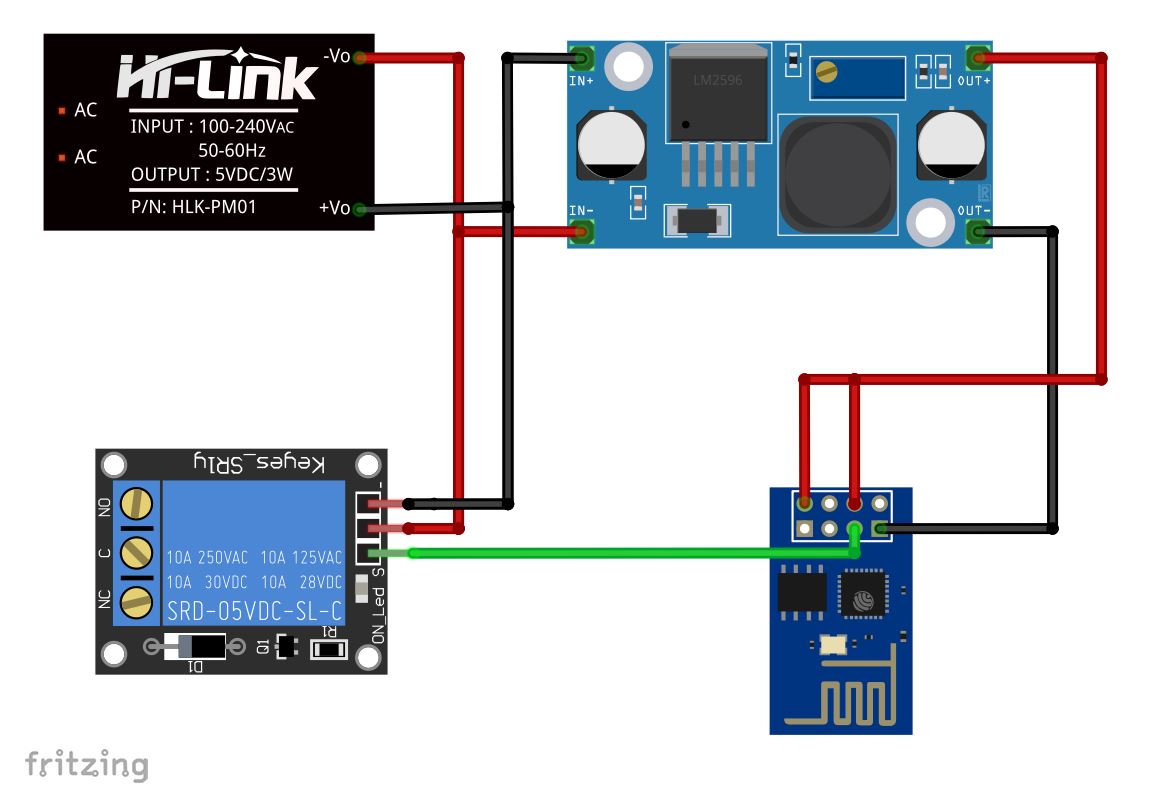 Hi-Link
-Vo
AC
INPUT : 100-240VAC
50-60Hz
AC
OUTPUT : 5VDC/3W
P/N: HLK-PM01
+Vo
IN+
LM2596
OUT+
IN-
OUT-
R
Keyes_SR1y
-
NO
C
NC
10A 250VAC 10A 125VAC
10A 30VDC 10A 28VDC
SRD-05VDC-SL-C
S
ON_Led
D1
Q1
R1
fritzing